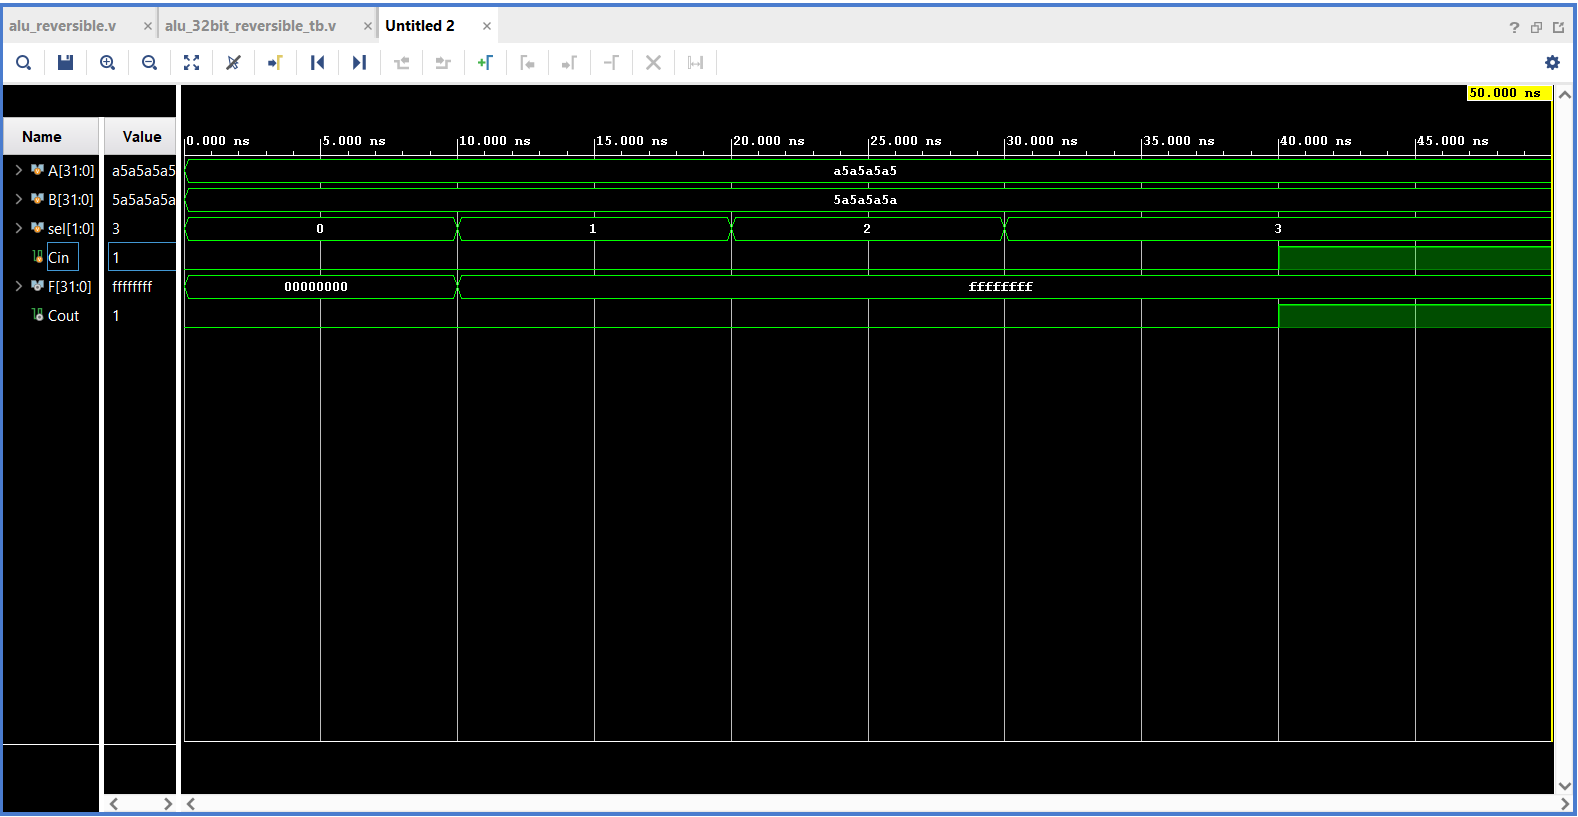 alu_reversible.v × alu_32bit_reversible_tb.v × Untitled 2 ×
?
50.000 ns
Name Value
0.000 ns 5.000 ns 10.000 ns 15.000 ns 20.000 ns 25.000 ns 30.000 ns 35.000 ns 40.000 ns 45.000 ns
A[31:0] a5a5a5a5 a5a5a5a5
B[31:0] 5a5a5a5a 5a5a5a5a
sel[1:0] 3 0 1 2 3
Cin 1
F[31:0] ffffffff 00000000 ffffffff
Cout 1